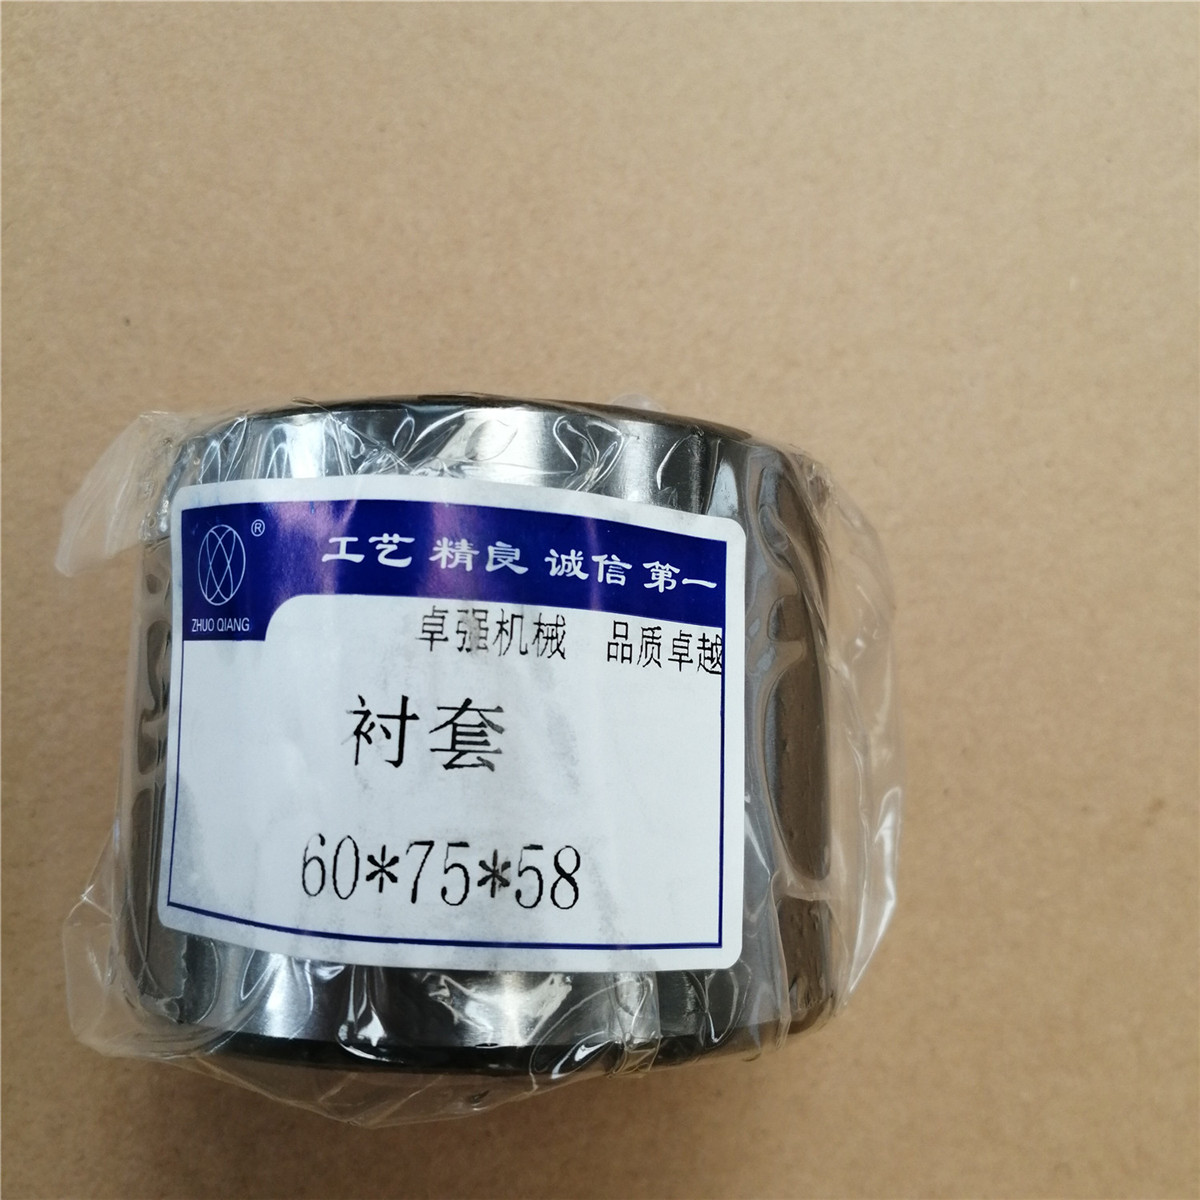 ®
工艺 精良 诚信 第一
ZHUO QIANG
卓强机械 品质卓越
衬套
60*75*58